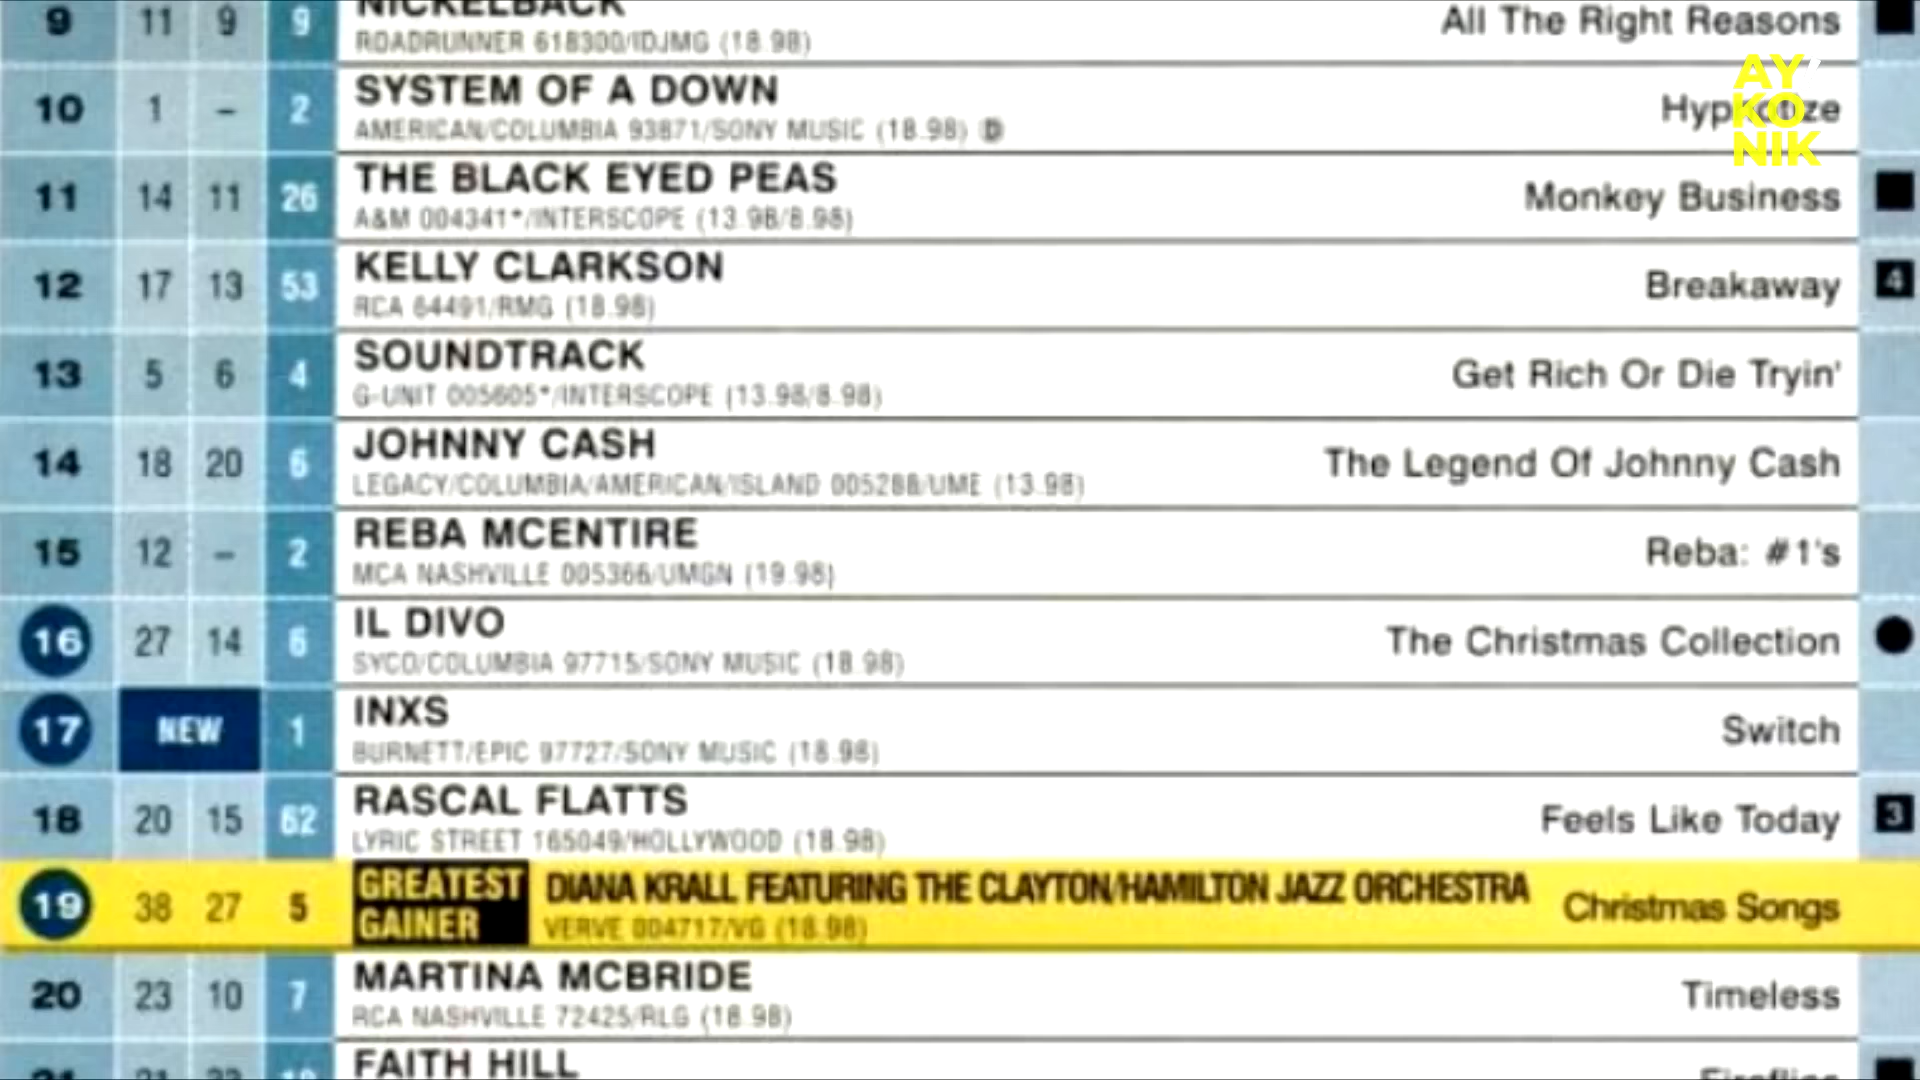 9 11 9 9 NICKELBACK All The Right Reasons
ROADRUNNER 618300/IDJMG (18.98)
10 1 – 2 SYSTEM OF A DOWN Hypnotize
AMERICAN/COLUMBIA 93871/SONY MUSIC (18.98) D
11 14 11 26 THE BLACK EYED PEAS Monkey Business
A&M 004341*/INTERSCOPE (13.98/8.98)
12 17 13 53 KELLY CLARKSON Breakaway 4
RCA 64491/RMG (18.98)
13 5 6 4 SOUNDTRACK Get Rich Or Die Tryin'
G-UNIT 005605*/INTERSCOPE (13.98/8.98)
14 18 20 6 JOHNNY CASH The Legend Of Johnny Cash
LEGACY/COLUMBIA/AMERICAN/ISLAND 005288/UME (13.98)
15 12 – 2 REBA MCENTIRE Reba: #1's
MCA NASHVILLE 005366/UMGN (19.98)
16 27 14 6 IL DIVO The Christmas Collection
SYCO/COLUMBIA 97715/SONY MUSIC (18.98)
17 NEW 1 INXS Switch
BURNETT/EPIC 97727/SONY MUSIC (18.98)
18 20 15 62 RASCAL FLATTS Feels Like Today 3
LYRIC STREET 165049/HOLLYWOOD (18.98)
19 38 27 5 GREATEST GAINER DIANA KRALL FEATURING THE CLAYTON/HAMILTON JAZZ ORCHESTRA Christmas Songs
VERVE 004717/VG (18.98)
20 23 10 7 MARTINA MCBRIDE Timeless
RCA NASHVILLE 72425/RLG (18.98)
21 21 FAITH HILL Fireflies
AY'
KO
NIK